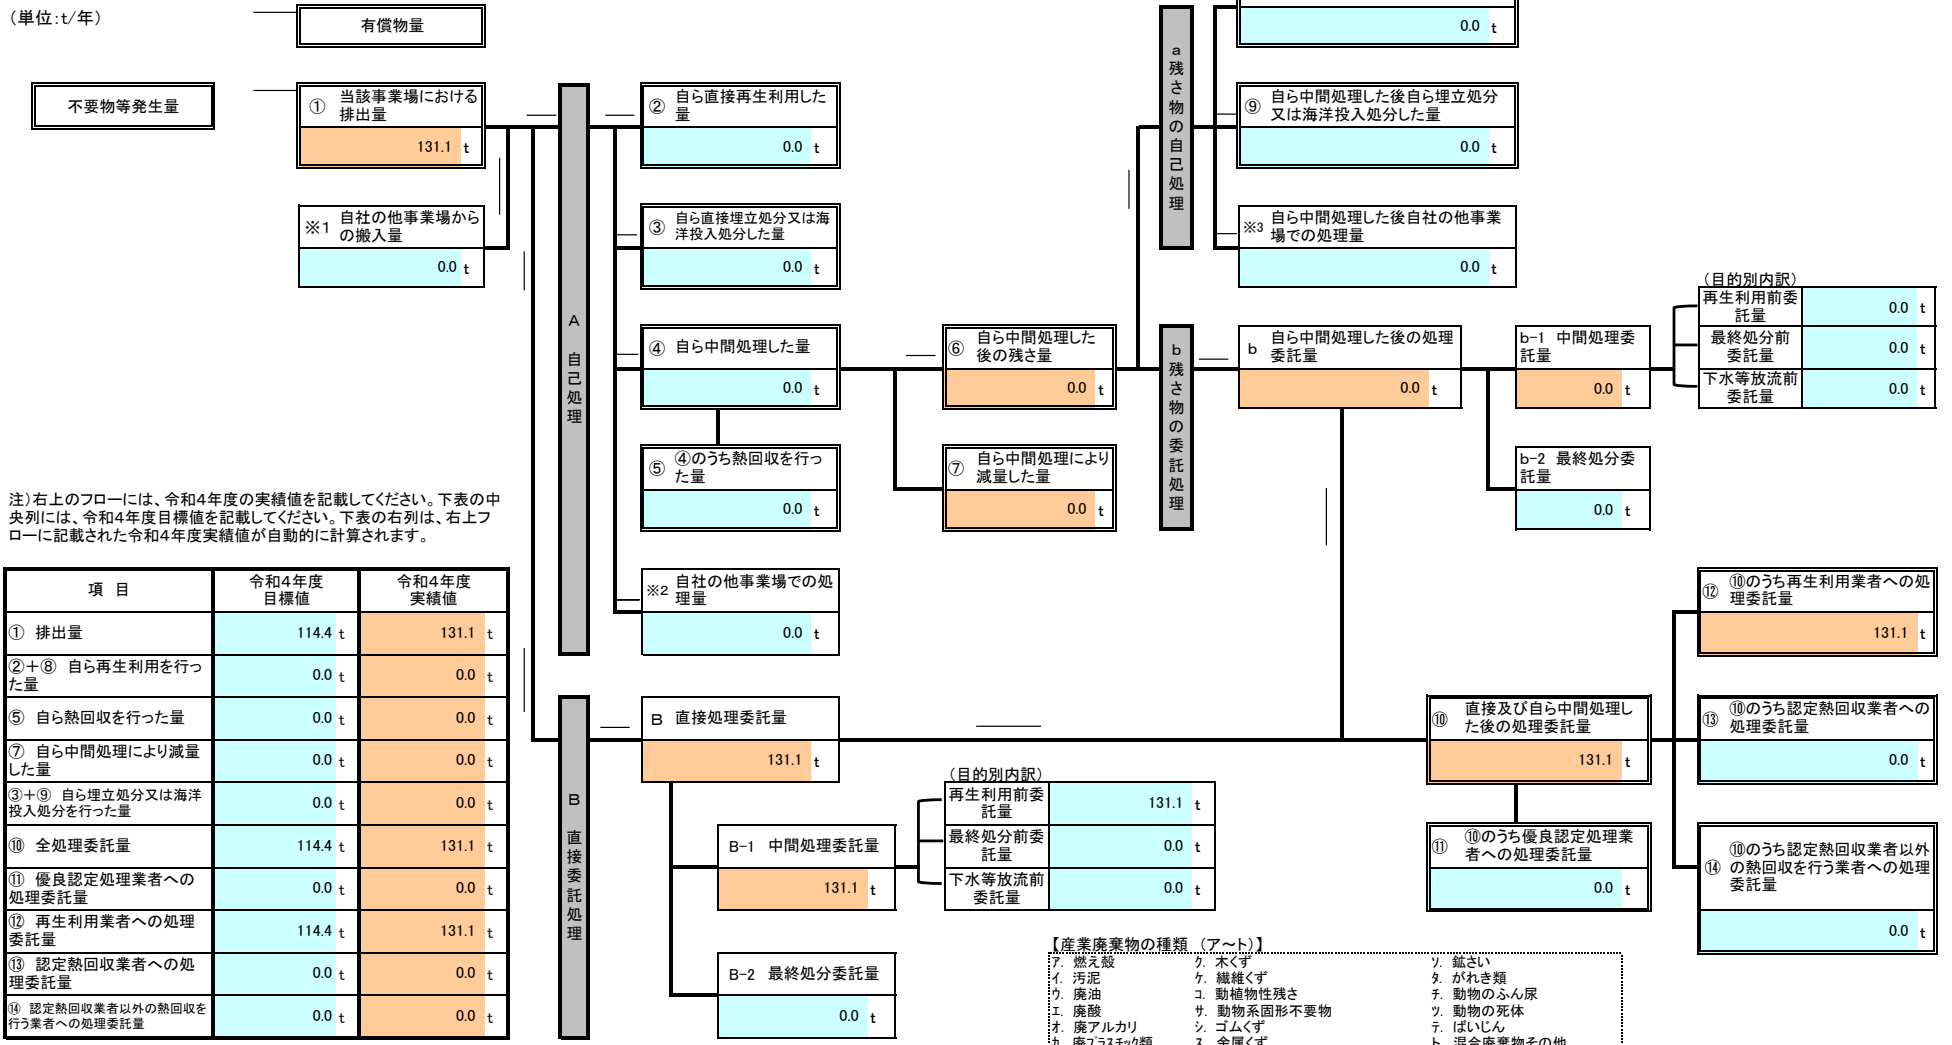 （単位:t/年）
有償物量
0.0 t
不要物等発生量
① 当該事業場における
排出量
131.1 t
※1 自社の他事業場から
の搬入量
0.0 t
A 自己処理
② 自ら直接再生利用した
量
0.0 t
③ 自ら直接埋立処分又は海
洋投入処分した量
0.0 t
④ 自ら中間処理した量
0.0 t
⑤ ④のうち熱回収を行っ
た量
0.0 t
※2 自社の他事業場での処
理量
0.0 t
⑥ 自ら中間処理した
後の残さ量
0.0 t
⑦ 自ら中間処理により
減量した量
0.0 t
a残さ物の自己処理
⑨ 自ら中間処理した後自ら埋立処分
又は海洋投入処分した量
0.0 t
※3 自ら中間処理した後自社の他事業
場での処理量
0.0 t
b残さ物の委託処理
b 自ら中間処理した後の処理
委託量
0.0 t
b-1 中間処理委
託量
0.0 t
b-2 最終処分委
託量
0.0 t
（目的別内訳）
再生利用前委
託量
0.0 t
最終処分前
委託量
0.0 t
下水等放流前
委託量
0.0 t
注）右上のフローには、令和４年度の実績値を記載してください。下表の中
央列には、令和４年度目標値を記載してください。下表の右列は、右上フ
ローに記載された令和４年度実績値が自動的に計算されます。
項 目 令和４年度
目標値 令和４年度
実績値
① 排出量 114.4 t 131.1 t
②＋⑧ 自ら再生利用を行っ
た量 0.0 t 0.0 t
⑤ 自ら熱回収を行った量 0.0 t 0.0 t
⑦ 自ら中間処理により減量
した量 0.0 t 0.0 t
③＋⑨ 自ら埋立処分又は海洋
投入処分を行った量 0.0 t 0.0 t
⑩ 全処理委託量 114.4 t 131.1 t
⑪ 優良認定処理業者への
処理委託量 0.0 t 0.0 t
⑫ 再生利用業者への処理
委託量 114.4 t 131.1 t
⑬ 認定熱回収業者への処
理委託量 0.0 t 0.0 t
⑭ 認定熱回収業者以外の熱回収を
行う業者への処理委託量 0.0 t 0.0 t
B 直接委託処理
B 直接処理委託量
131.1 t
B-1 中間処理委託量
131.1 t
B-2 最終処分委託量
0.0 t
（目的別内訳）
再生利用前委
託量
131.1 t
最終処分前委
託量
0.0 t
下水等放流前
委託量
0.0 t
⑩ 直接及び自ら中間処理し
た後の処理委託量
131.1 t
⑪ ⑩のうち優良認定処理業
者への処理委託量
0.0 t
⑫ ⑩のうち再生利用業者への処
理委託量
131.1 t
⑬ ⑩のうち認定熱回収業者への
処理委託量
0.0 t
⑭ ⑩のうち認定熱回収業者以外
の熱回収を行う業者への処理
委託量
0.0 t
【産業廃棄物の種類 （ア～ト）】
ア. 燃え殻 ク. 木くず ソ. 鉱さい
イ. 汚泥 ケ. 繊維くず タ. がれき類
ウ. 廃油 コ. 動植物性残さ チ. 動物のふん尿
エ. 廃酸 サ. 動物系固形不要物 ツ. 動物の死体
オ. 廃アルカリ シ. ゴムくず テ. ばいじん
カ. 廃プラスチック類 ス. 金属くず ト. 混合廃棄物その他